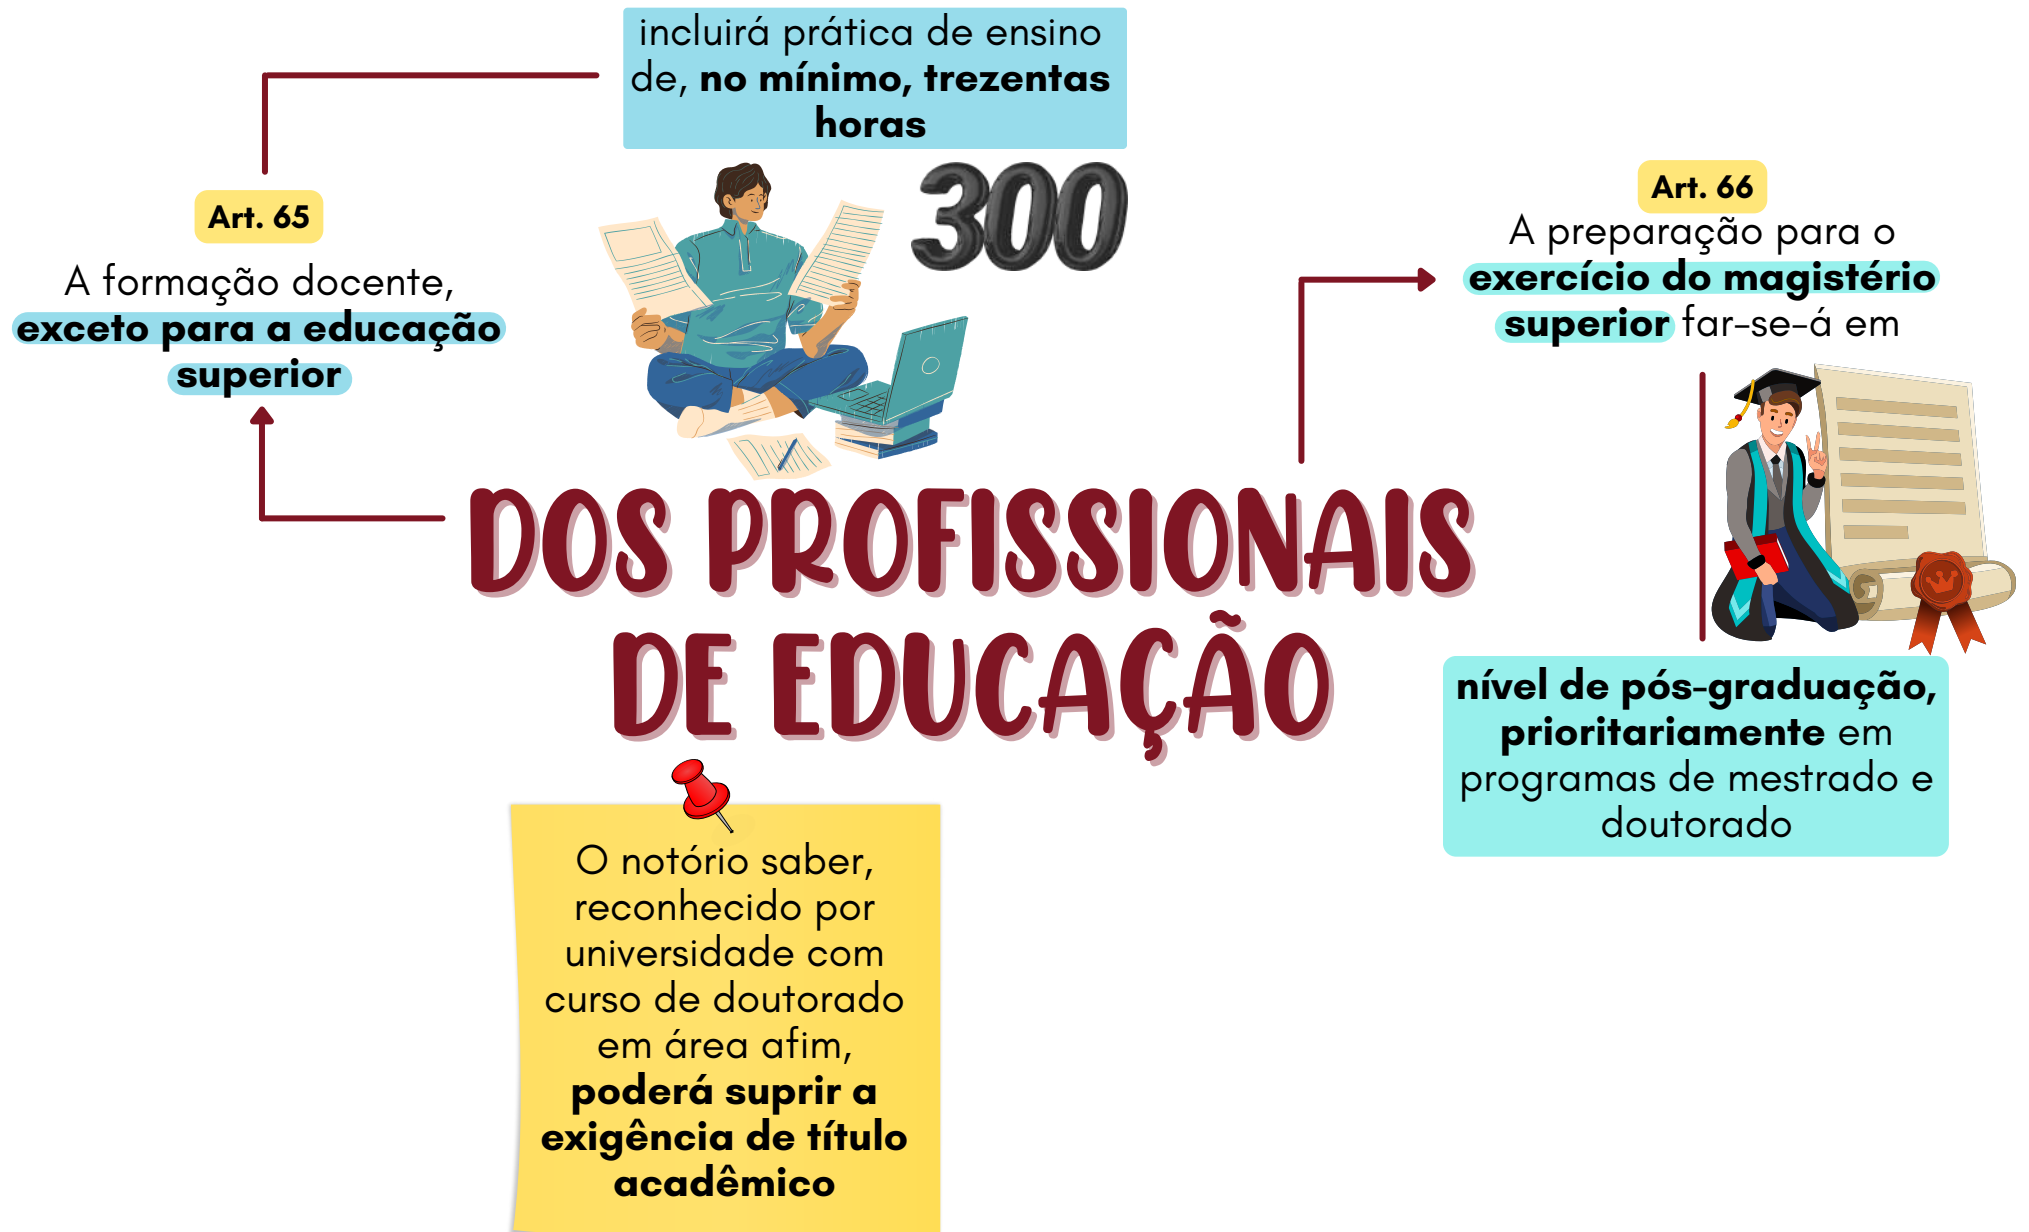 incluirá prática de ensino
de, no mínimo, trezentas
horas
300
Art. 65
A formação docente,
exceto para a educação
superior
Art. 66
A preparação para o
exercício do magistério
superior far-se-á em
nível de pós-graduação,
prioritariamente em
programas de mestrado e
doutorado
DOS PROFISSIONAIS
DE EDUCAÇÃO
O notório saber,
reconhecido por
universidade com
curso de doutorado
em área afim,
poderá suprir a
exigência de título
acadêmico